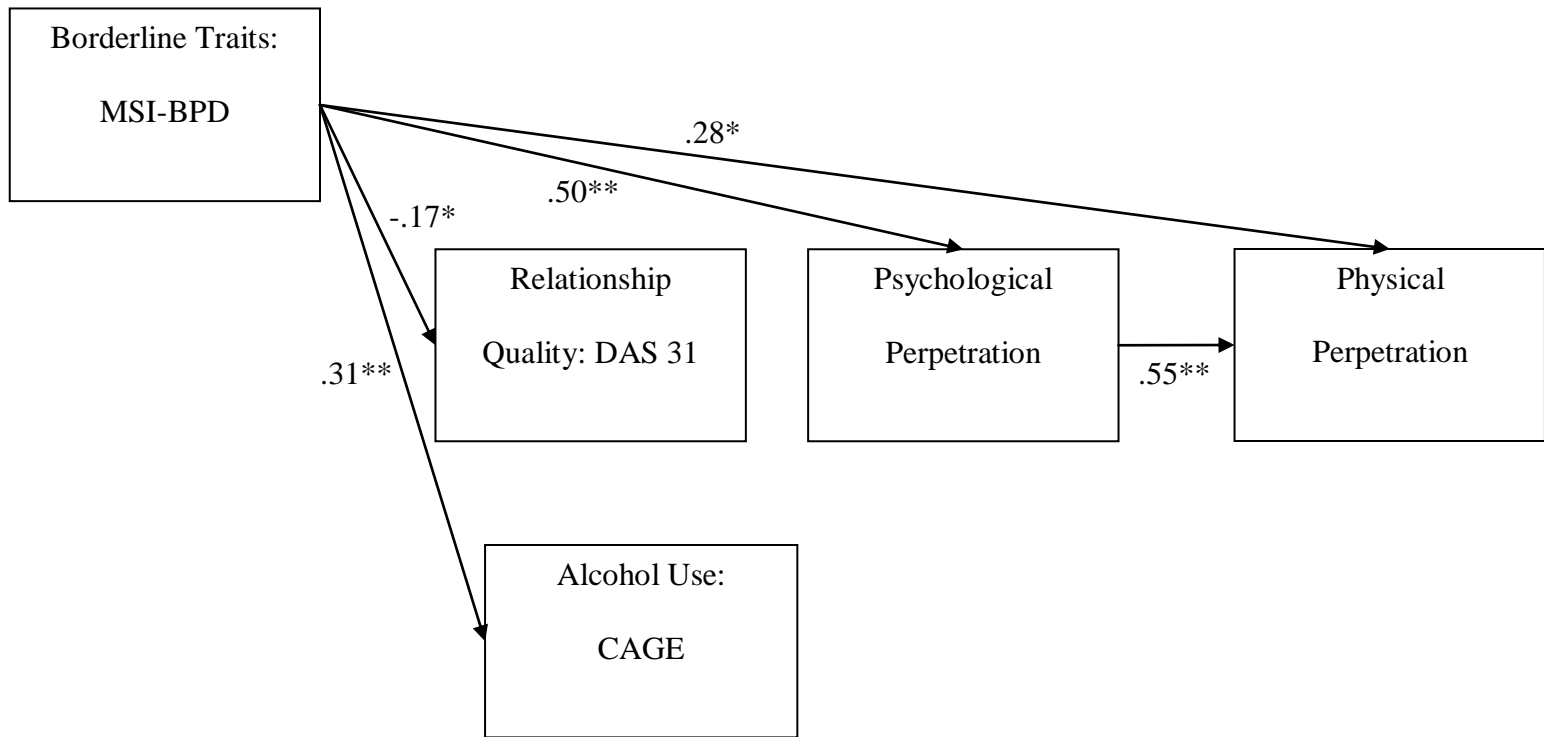 Borderline Traits:
MSI-BPD
.28*
.50**
-.17*
.31**
Relationship
Quality: DAS 31
Psychological
Perpetration
.55**
Physical
Perpetration
Alcohol Use:
CAGE